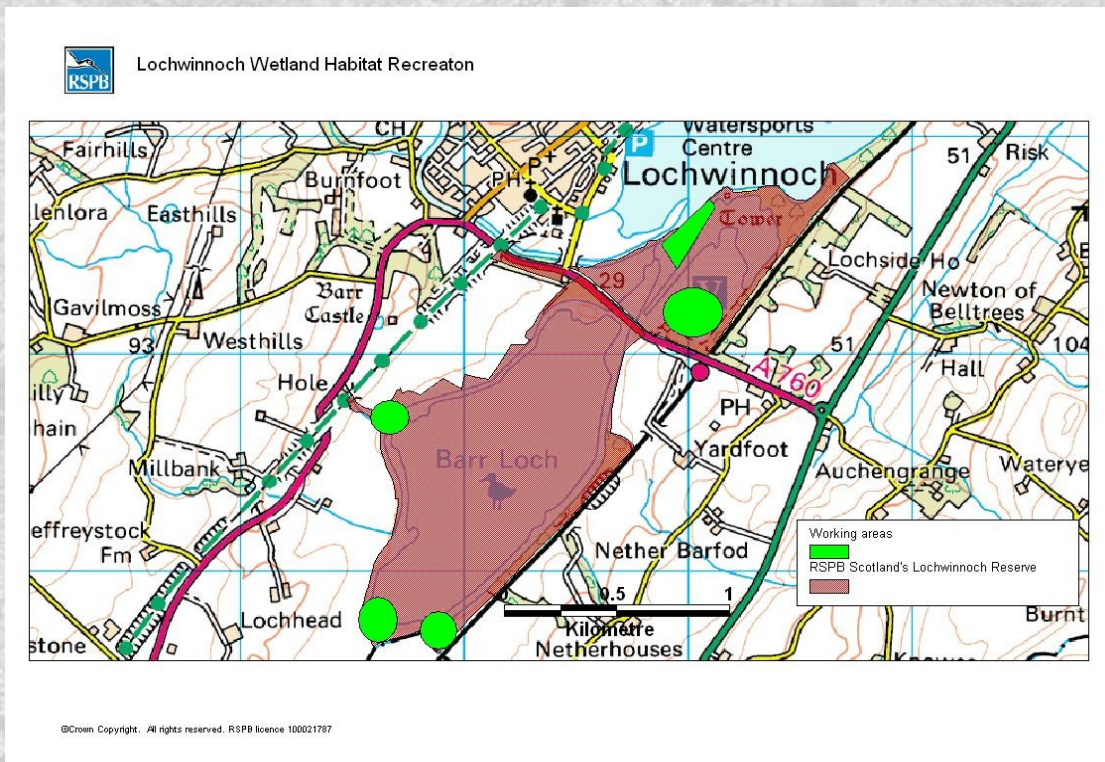 RSPB
Lochwinnoch Wetland Habitat Recreaton
CH
Watersports
Centre
Fairhills
P
51
Risk
Burnfoot
P
PH
Lochwinnoch
lenlora
Easthills
Tower
Lochside Ho
29
Barr
Castle
Newton of
Belltrees
Gavilmoss
93
Westhills
51
104
Hall
Hole
A 760
illy
PH
hain
Barr Loch
Yardfoot
Millbank
Auchengrange
Waterye
effreystock
Fm
Working areas
Nether Barfod
RSPB Scotland's Lochwinnoch Reserve
0
0.5
1
Kilometre
Lochhead
Burnt
stone
Netherhouses
©Crown Copyright. All rights reserved. RSPB licence 100021787